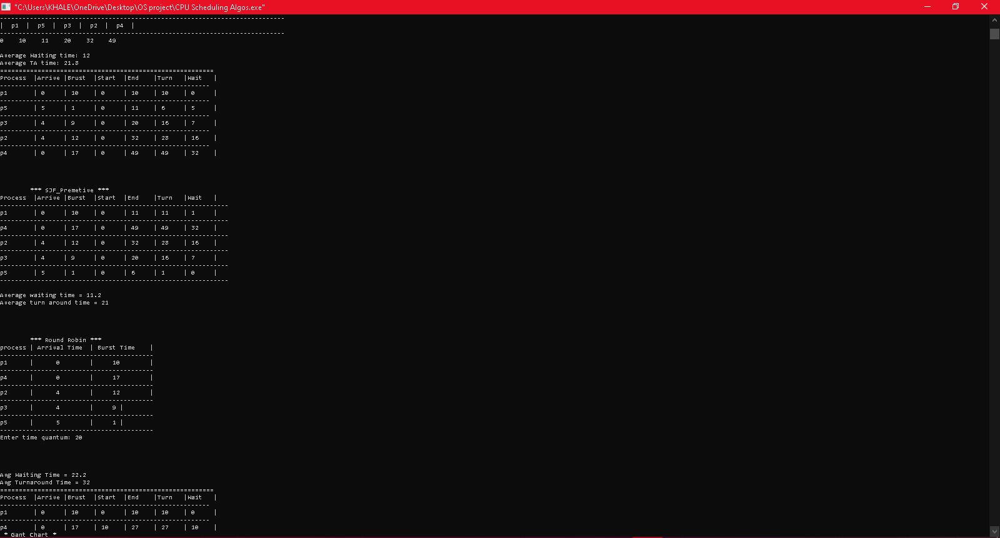 "C:\Users\KHALE\OneDrive\Desktop\OS project\CPU Scheduling Algos.exe"
---------------------------------------------------------------------------
|  p1  |  p5  |  p3  |  p2  |  p4  |
---------------------------------------------------------------------------
0    10    11    20    32    49
Average Waiting time: 12
Average TA time: 21.8
=========================================================
Process  |Arrive |Brust  |Start  |End    |Turn   |Wait   |
--------------------------------------------------------
p1       | 0     | 10    | 0     | 10    | 10    | 0     |
--------------------------------------------------------
p5       | 5     | 1     | 0     | 11    | 6     | 5     |
--------------------------------------------------------
p3       | 4     | 9     | 0     | 20    | 16    | 7     |
--------------------------------------------------------
p2       | 4     | 12    | 0     | 32    | 28    | 16    |
--------------------------------------------------------
p4       | 0     | 17    | 0     | 49    | 49    | 32    |
*** SJF_Premetive ***
Process  |Arrive |Burst  |Start  |End    |Turn   |Wait   |
-------------------------------------------------------------
p1       | 0     | 10    | 0     | 11    | 11    | 1     |
-------------------------------------------------------------
p4       | 0     | 17    | 0     | 49    | 49    | 32    |
-------------------------------------------------------------
p2       | 4     | 12    | 0     | 32    | 28    | 16    |
-------------------------------------------------------------
p3       | 4     | 9     | 0     | 20    | 16    | 7     |
-------------------------------------------------------------
p5       | 5     | 1     | 0     | 6     | 1     | 0     |
-------------------------------------------------------------
Average waiting time = 11.2
Average turn around time = 21
*** Round Robin ***
process | Arrival Time  | Burst Time    |
-----------------------------------------
p1      |      0        |     10        |
-----------------------------------------
p4      |      0        |     17        |
-----------------------------------------
p2      |      4        |     12        |
-----------------------------------------
p3      |      4        |     9 |
-----------------------------------------
p5      |      5        |     1 |
-----------------------------------------
Enter time quantum: 20
Avg Waiting Time = 22.2
Avg Turnaround Time = 32
=========================================================
Process  |Arrive |Brust  |Start  |End    |Turn   |Wait   |
--------------------------------------------------------
p1       | 0     | 10    | 0     | 10    | 10    | 0     |
--------------------------------------------------------
p4       | 0     | 17    | 10    | 27    | 27    | 10    |
* Gant Chart *